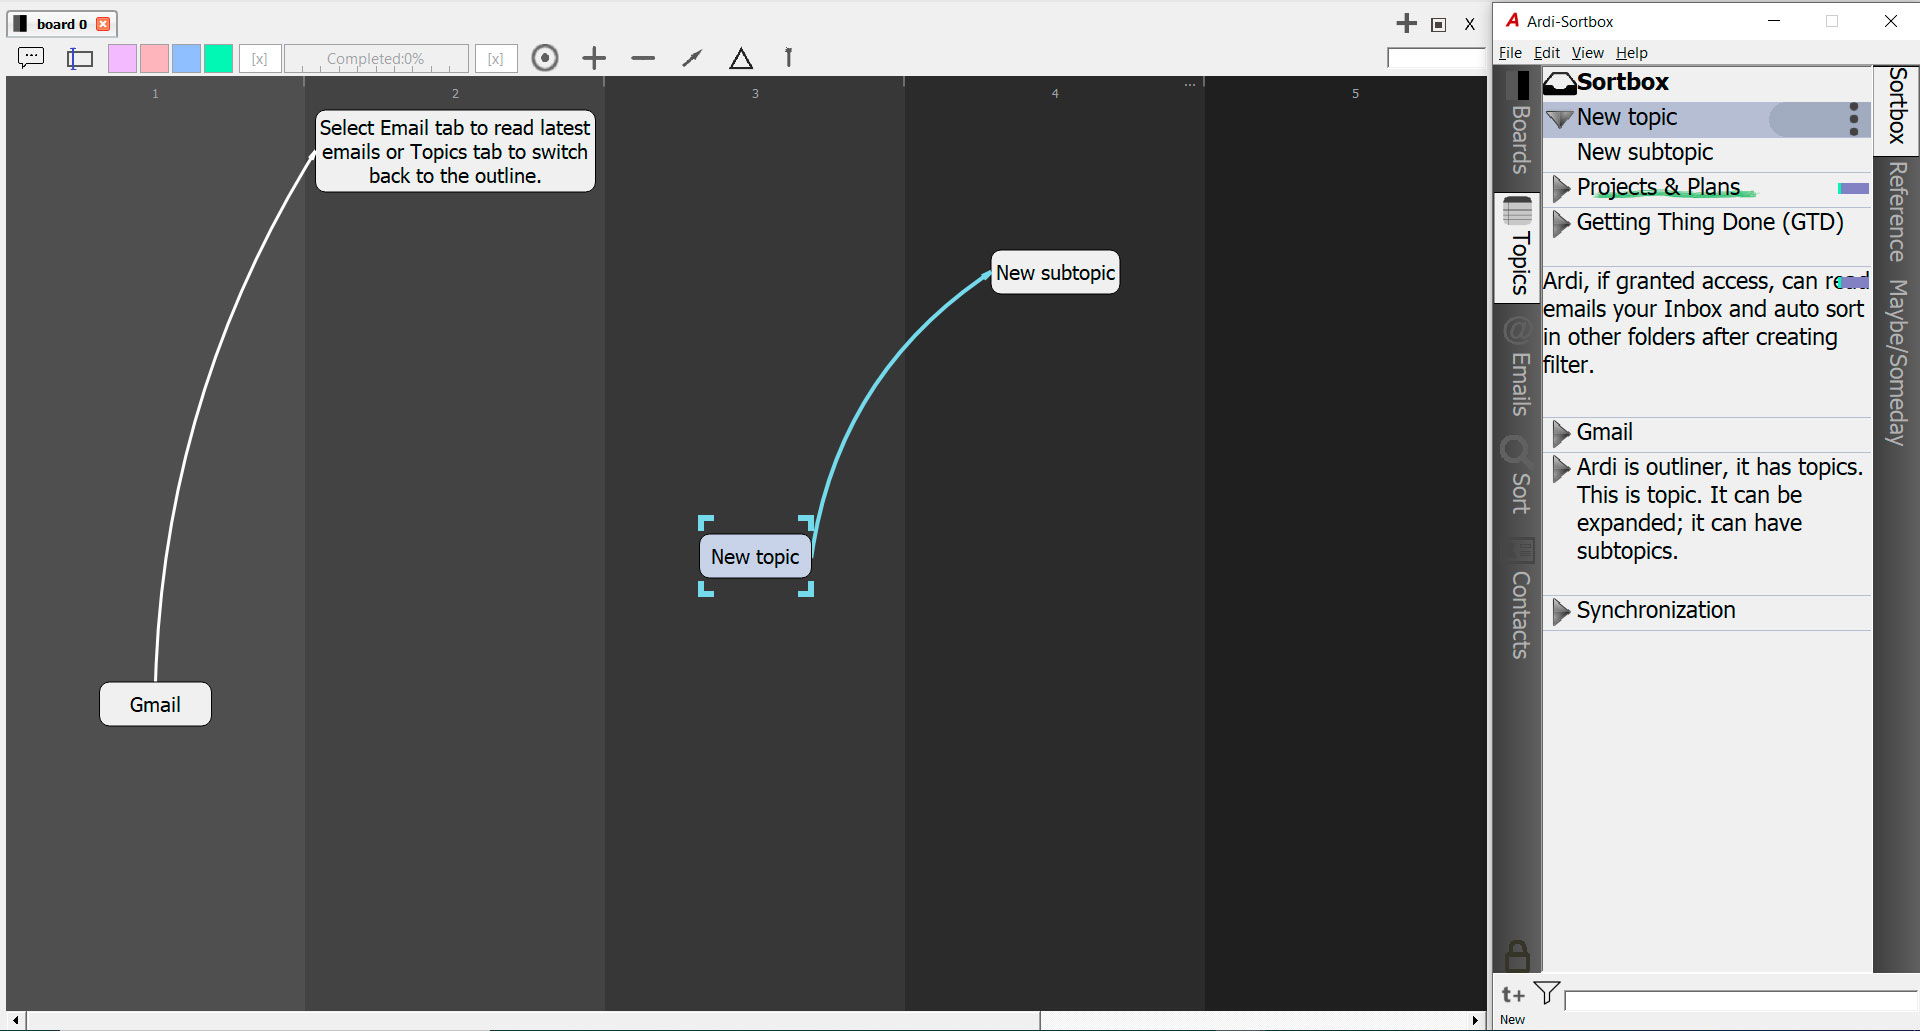 board 0
X
[x]
Completed:0%
[x]
1
2
3
4
...
5
Select Email tab to read latest
emails or Topics tab to switch
back to the outline.
New subtopic
New topic
Gmail
Ardi-Sortbox
File Edit View Help
Boards
Topics
Emails
Sort
Contacts
Sortbox
New topic
New subtopic
Projects & Plans
Getting Thing Done (GTD)
Ardi, if granted access, can read
emails your Inbox and auto sort
in other folders after creating
filter.
Gmail
Ardi is outliner, it has topics.
This is topic. It can be
expanded; it can have
subtopics.
Synchronization
Sortbox
Reference
Maybe/Someday
t+
New